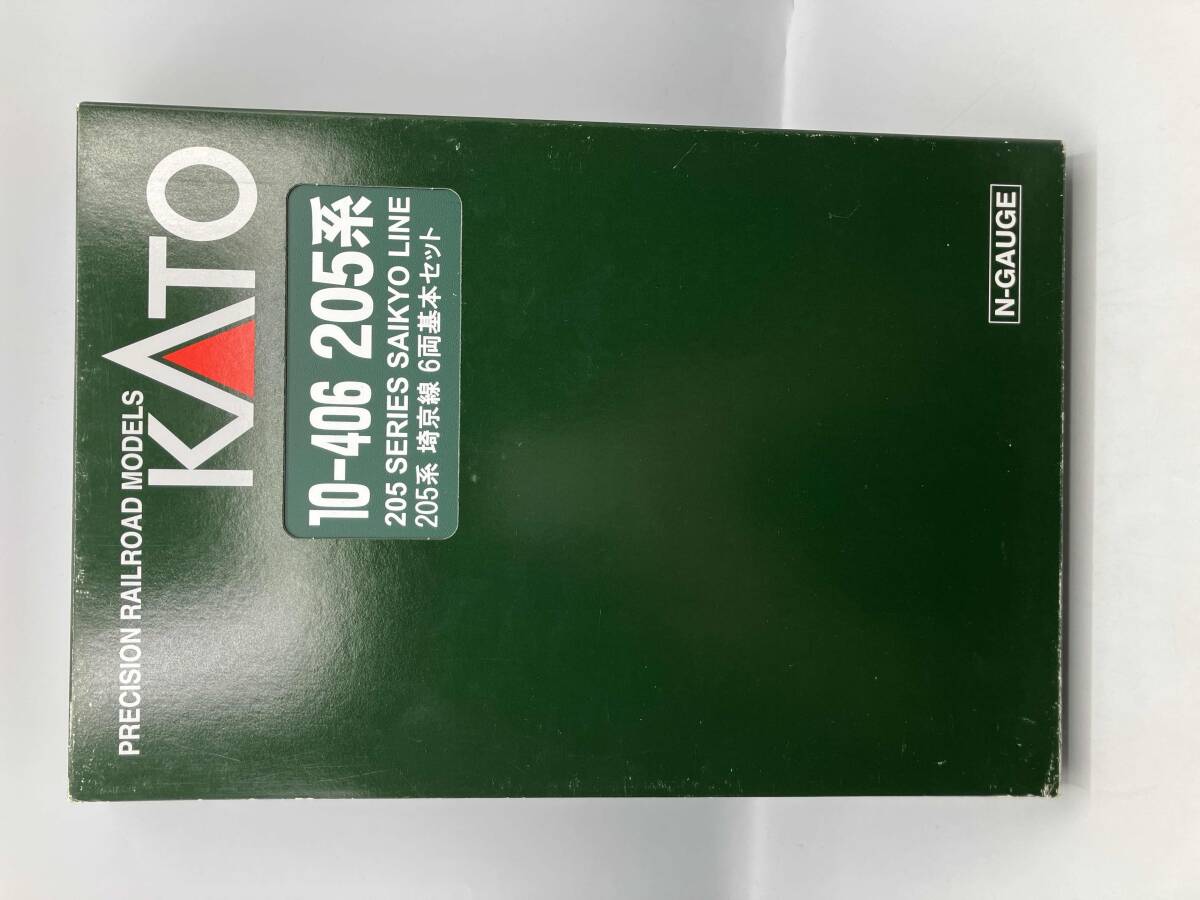 PRECISION RAILROAD MODELS
KATO
10-406 205系
205 SERIES SAIKYO LINE
205系 埼京線 6両基本セット
N-GAUGE